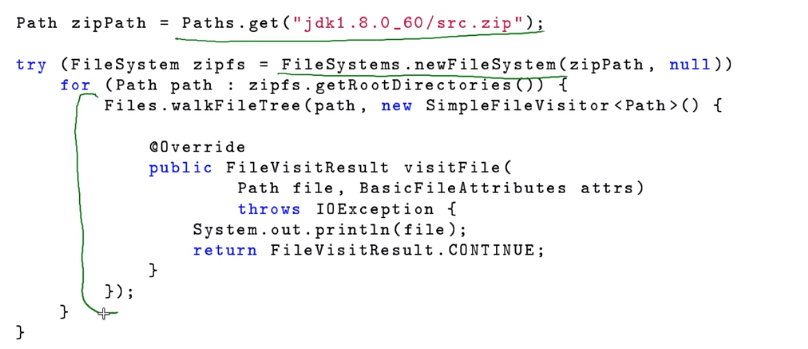 Path zipPath = Paths.get("jdk1.8.0_60/src.zip");
try (FileSystem zipfs = FileSystems.newFileSystem(zipPath, null))
    for (Path path : zipfs.getRootDirectories()) {
        Files.walkFileTree(path, new SimpleFileVisitor<Path>() {
            @Override
            public FileVisitResult visitFile(
                    Path file, BasicFileAttributes attrs)
                    throws IOException {
                System.out.println(file);
                return FileVisitResult.CONTINUE;
            }
        });
    }
}